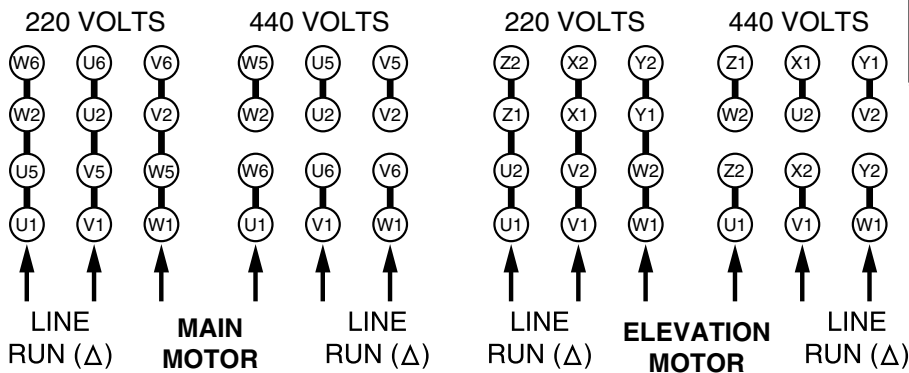 220 VOLTS 440 VOLTS 220 VOLTS 440 VOLTS
W6 U6 V6 W5 U5 V5 Z2 X2 Y2 Z1 X1 Y1
W2 U2 V2 W2 U2 V2 Z1 X1 Y1 W2 U2 V2
U5 V5 W5 W6 U6 V6 U2 V2 W2 Z2 X2 Y2
U1 V1 W1 U1 V1 W1 U1 V1 W1 U1 V1 W1
LINE
RUN (Δ)
MAIN
MOTOR
LINE
RUN (Δ)
LINE
RUN (Δ)
ELEVATION
MOTOR
LINE
RUN (Δ)